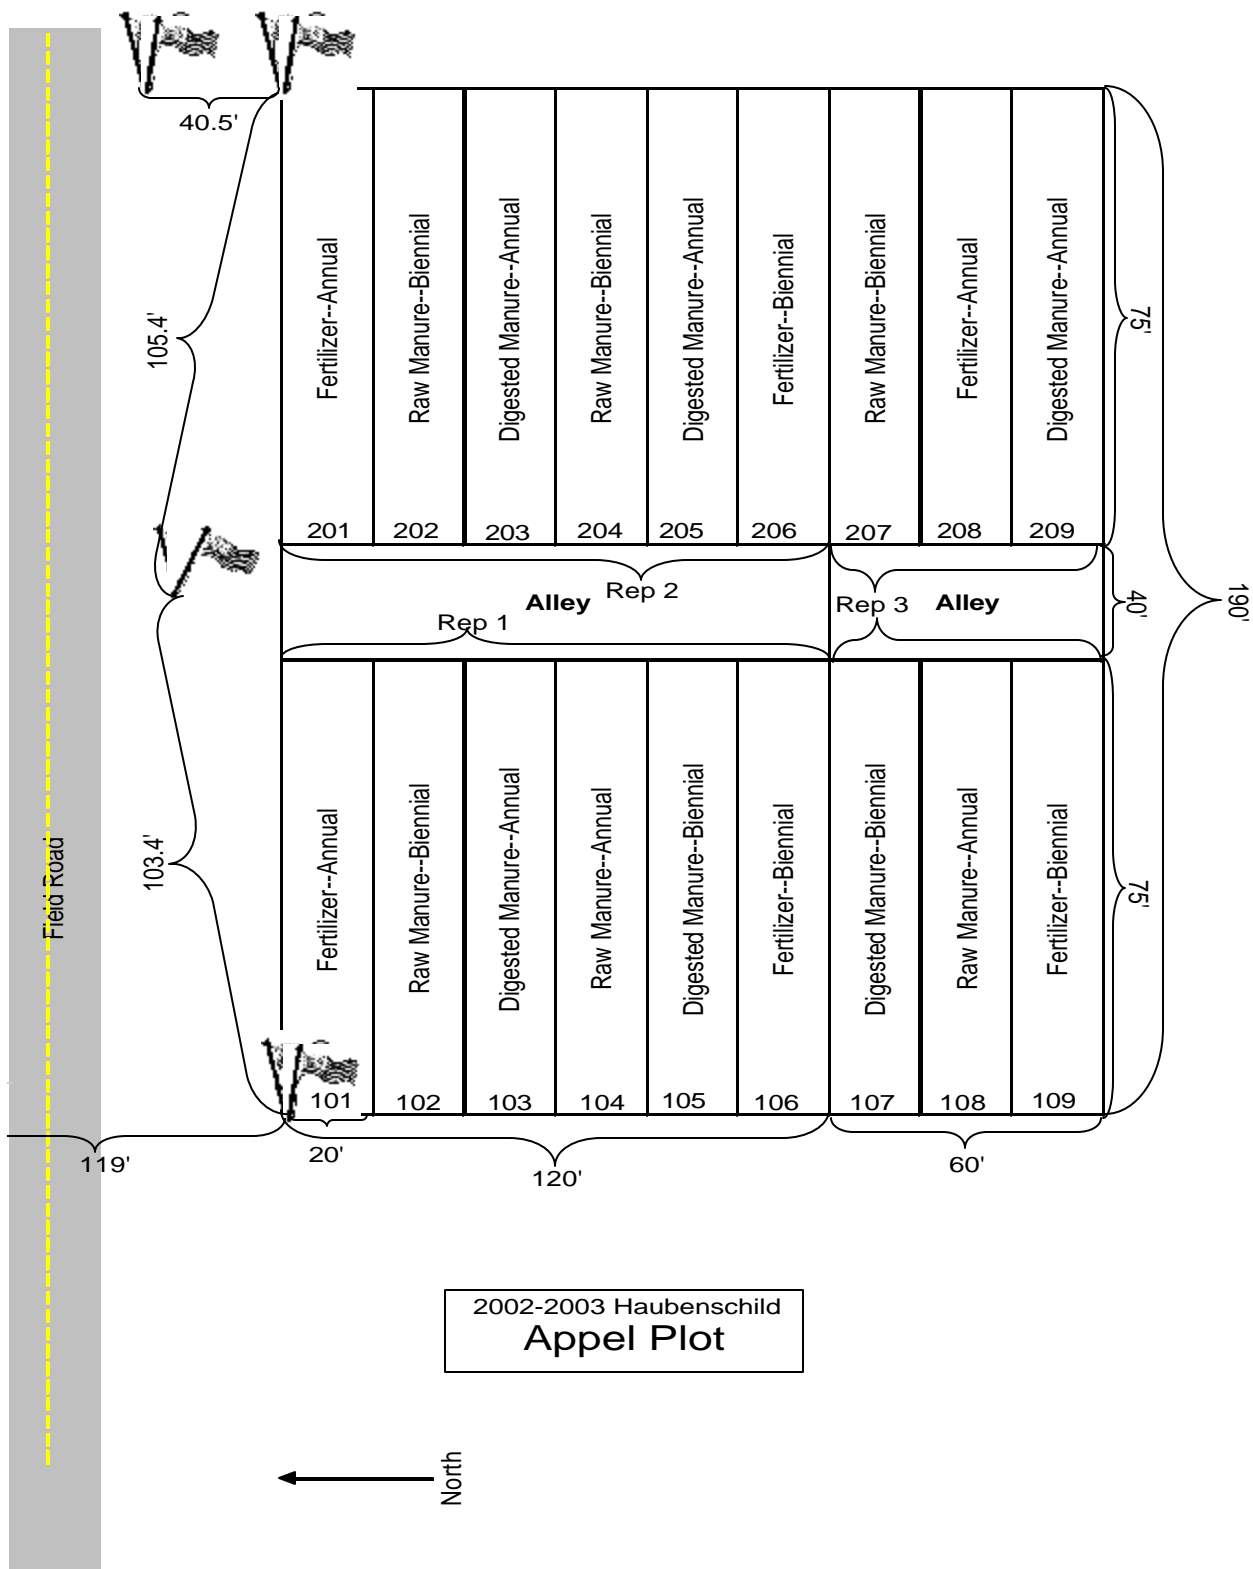 40.5'
105.4'
Fertilizer--Annual
Raw Manure--Biennial
Digested Manure--Annual
Raw Manure--Biennial
Digested Manure--Annual
Fertilizer--Biennial
Raw Manure--Biennial
Fertilizer--Annual
Digested Manure--Annual
75'
201
202
203
204
205
206
207
208
209
Alley
Rep 2
Rep 1
Rep 3
Alley
40'
190'
Field Road
103.4'
Fertilizer--Annual
Raw Manure--Biennial
Digested Manure--Annual
Raw Manure--Annual
Digested Manure--Biennial
Fertilizer--Biennial
Digested Manure--Biennial
Raw Manure--Annual
Fertilizer--Biennial
75'
101
102
103
104
105
106
107
108
109
119'
20'
120'
60'
2002-2003 Haubenschild
Appel Plot
North